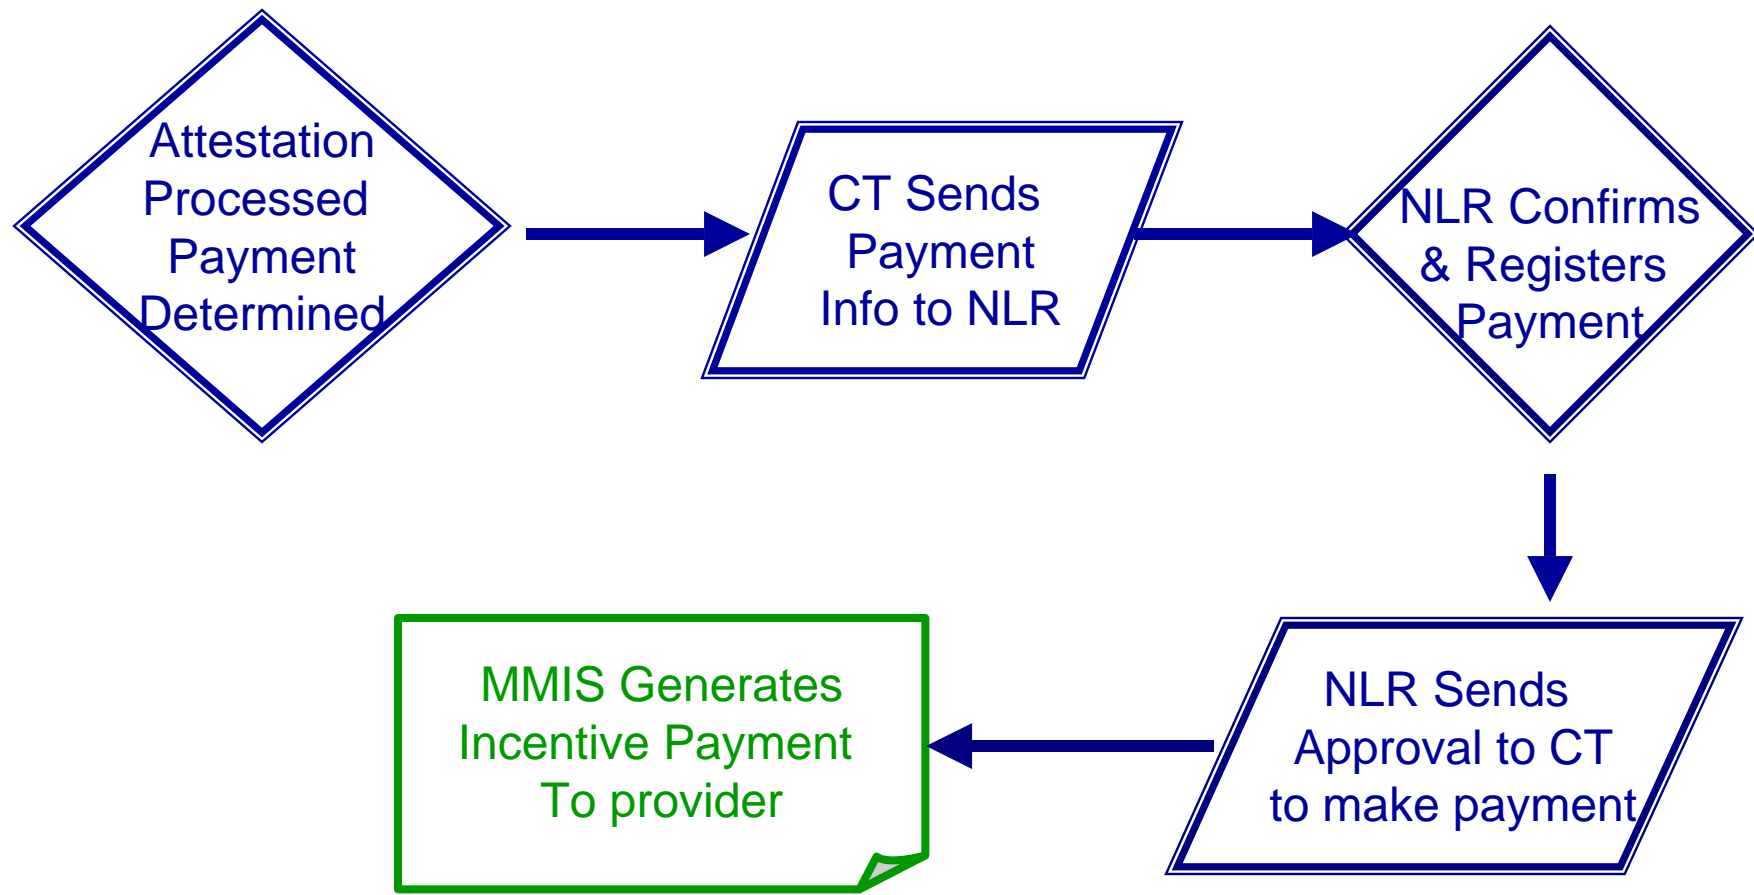 Attestation
Processed
Payment
Determined
CT Sends
Payment
Info to NLR
NLR Confirms
& Registers
Payment
NLR Sends
Approval to CT
to make payment
MMIS Generates
Incentive Payment
To provider